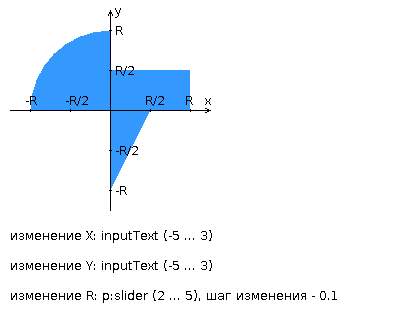 y
R
R/2
-R -R/2 R/2 R x
-R/2
-R
изменение X: inputText (-5 ... 3)
изменение Y: inputText (-5 ... 3)
изменение R: p:slider (2 ... 5), шаг изменения - 0.1